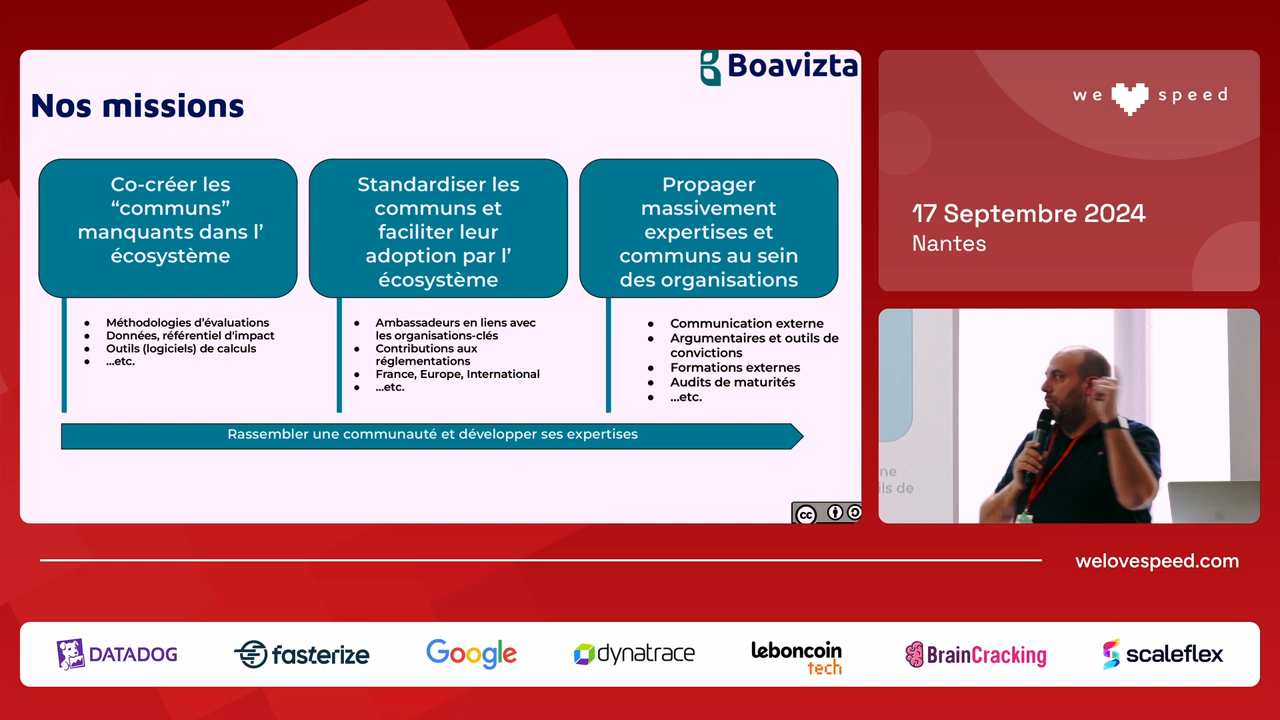 Boavizta
Nos missions
Co-créer les
“communs”
manquants dans l’
écosystème
Standardiser les
communs et
faciliter leur
adoption par l’
écosystème
Propager
massivement
expertises et
communs au sein
des organisations
Méthodologies d'évaluations
Données, référentiel d'impact
Outils (logiciels) de calculs
...etc.
Ambassadeurs en liens avec
les organisations-clés
Contributions aux
réglementations
France, Europe, International
...etc.
Communication externe
Argumentaires et outils de
convictions
Formations externes
Audits de maturités
...etc.
Rassembler une communauté et développer ses expertises
cc
we speed
17 Septembre 2024
Nantes
ne
ils de
welovespeed.com
DATADOG
fasterize
Google
dynatrace
leboncoin
tech
BrainCracking
scaleflex